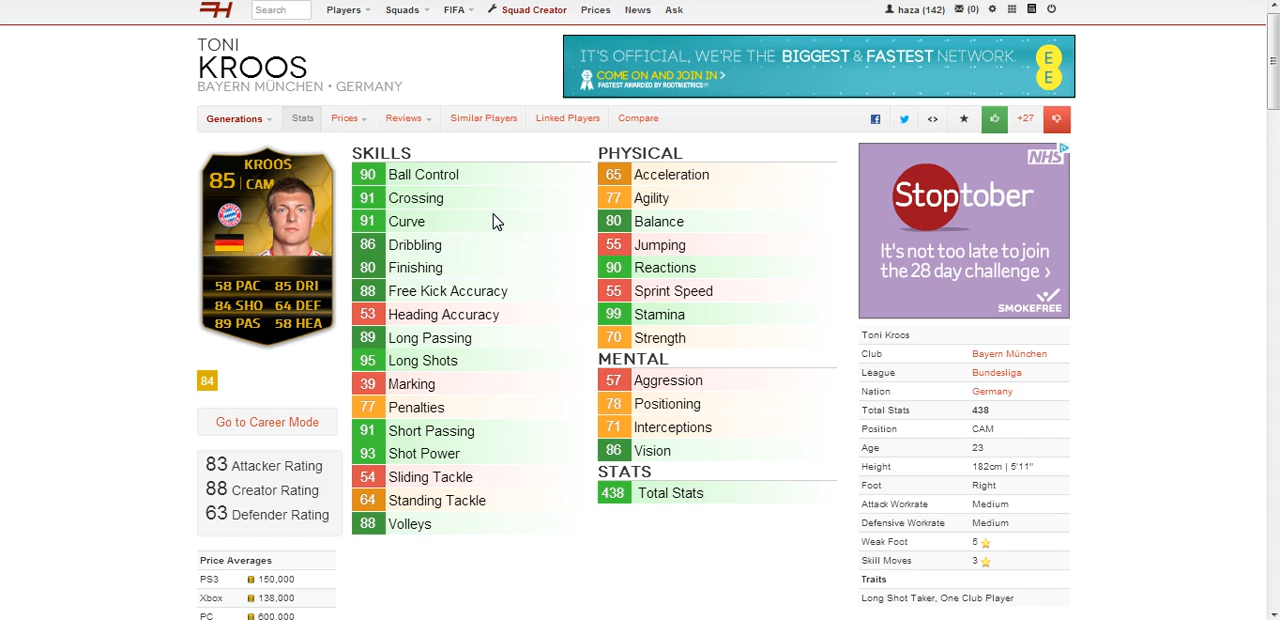 Search
Players Squads FIFA Squad Creator Prices News Ask haza (142) (0)
TONI
KROOS
BAYERN MÜNCHEN • GERMANY
IT'S OFFICIAL, WE'RE THE BIGGEST & FASTEST NETWORK.
COME ON AND JOIN IN >
FASTEST AWARDED BY ROOTMETRICS
E
E
Generations Stats Prices Reviews Similar Players Linked Players Compare +27
KROOS
85 CAM
58 PAC 85 DRI
84 SHO 64 DEF
89 PAS 58 HEA
84
Go to Career Mode
83 Attacker Rating
88 Creator Rating
63 Defender Rating
Price Averages
PS3 150,000
Xbox 138,000
PC 600,000
SKILLS
90 Ball Control
91 Crossing
91 Curve
86 Dribbling
80 Finishing
88 Free Kick Accuracy
53 Heading Accuracy
89 Long Passing
95 Long Shots
39 Marking
77 Penalties
91 Short Passing
93 Shot Power
54 Sliding Tackle
64 Standing Tackle
88 Volleys
PHYSICAL
65 Acceleration
77 Agility
80 Balance
55 Jumping
90 Reactions
55 Sprint Speed
99 Stamina
70 Strength
MENTAL
57 Aggression
78 Positioning
71 Interceptions
86 Vision
STATS
438 Total Stats
NHS
Stoptober
It's not too late to join
the 28 day challenge >
SMOKEFREE
Toni Kroos
Club Bayern München
League Bundesliga
Nation Germany
Total Stats 438
Position CAM
Age 23
Height 182cm | 5'11"
Foot Right
Attack Workrate Medium
Defensive Workrate Medium
Weak Foot 5
Skill Moves 3
Traits
Long Shot Taker, One Club Player